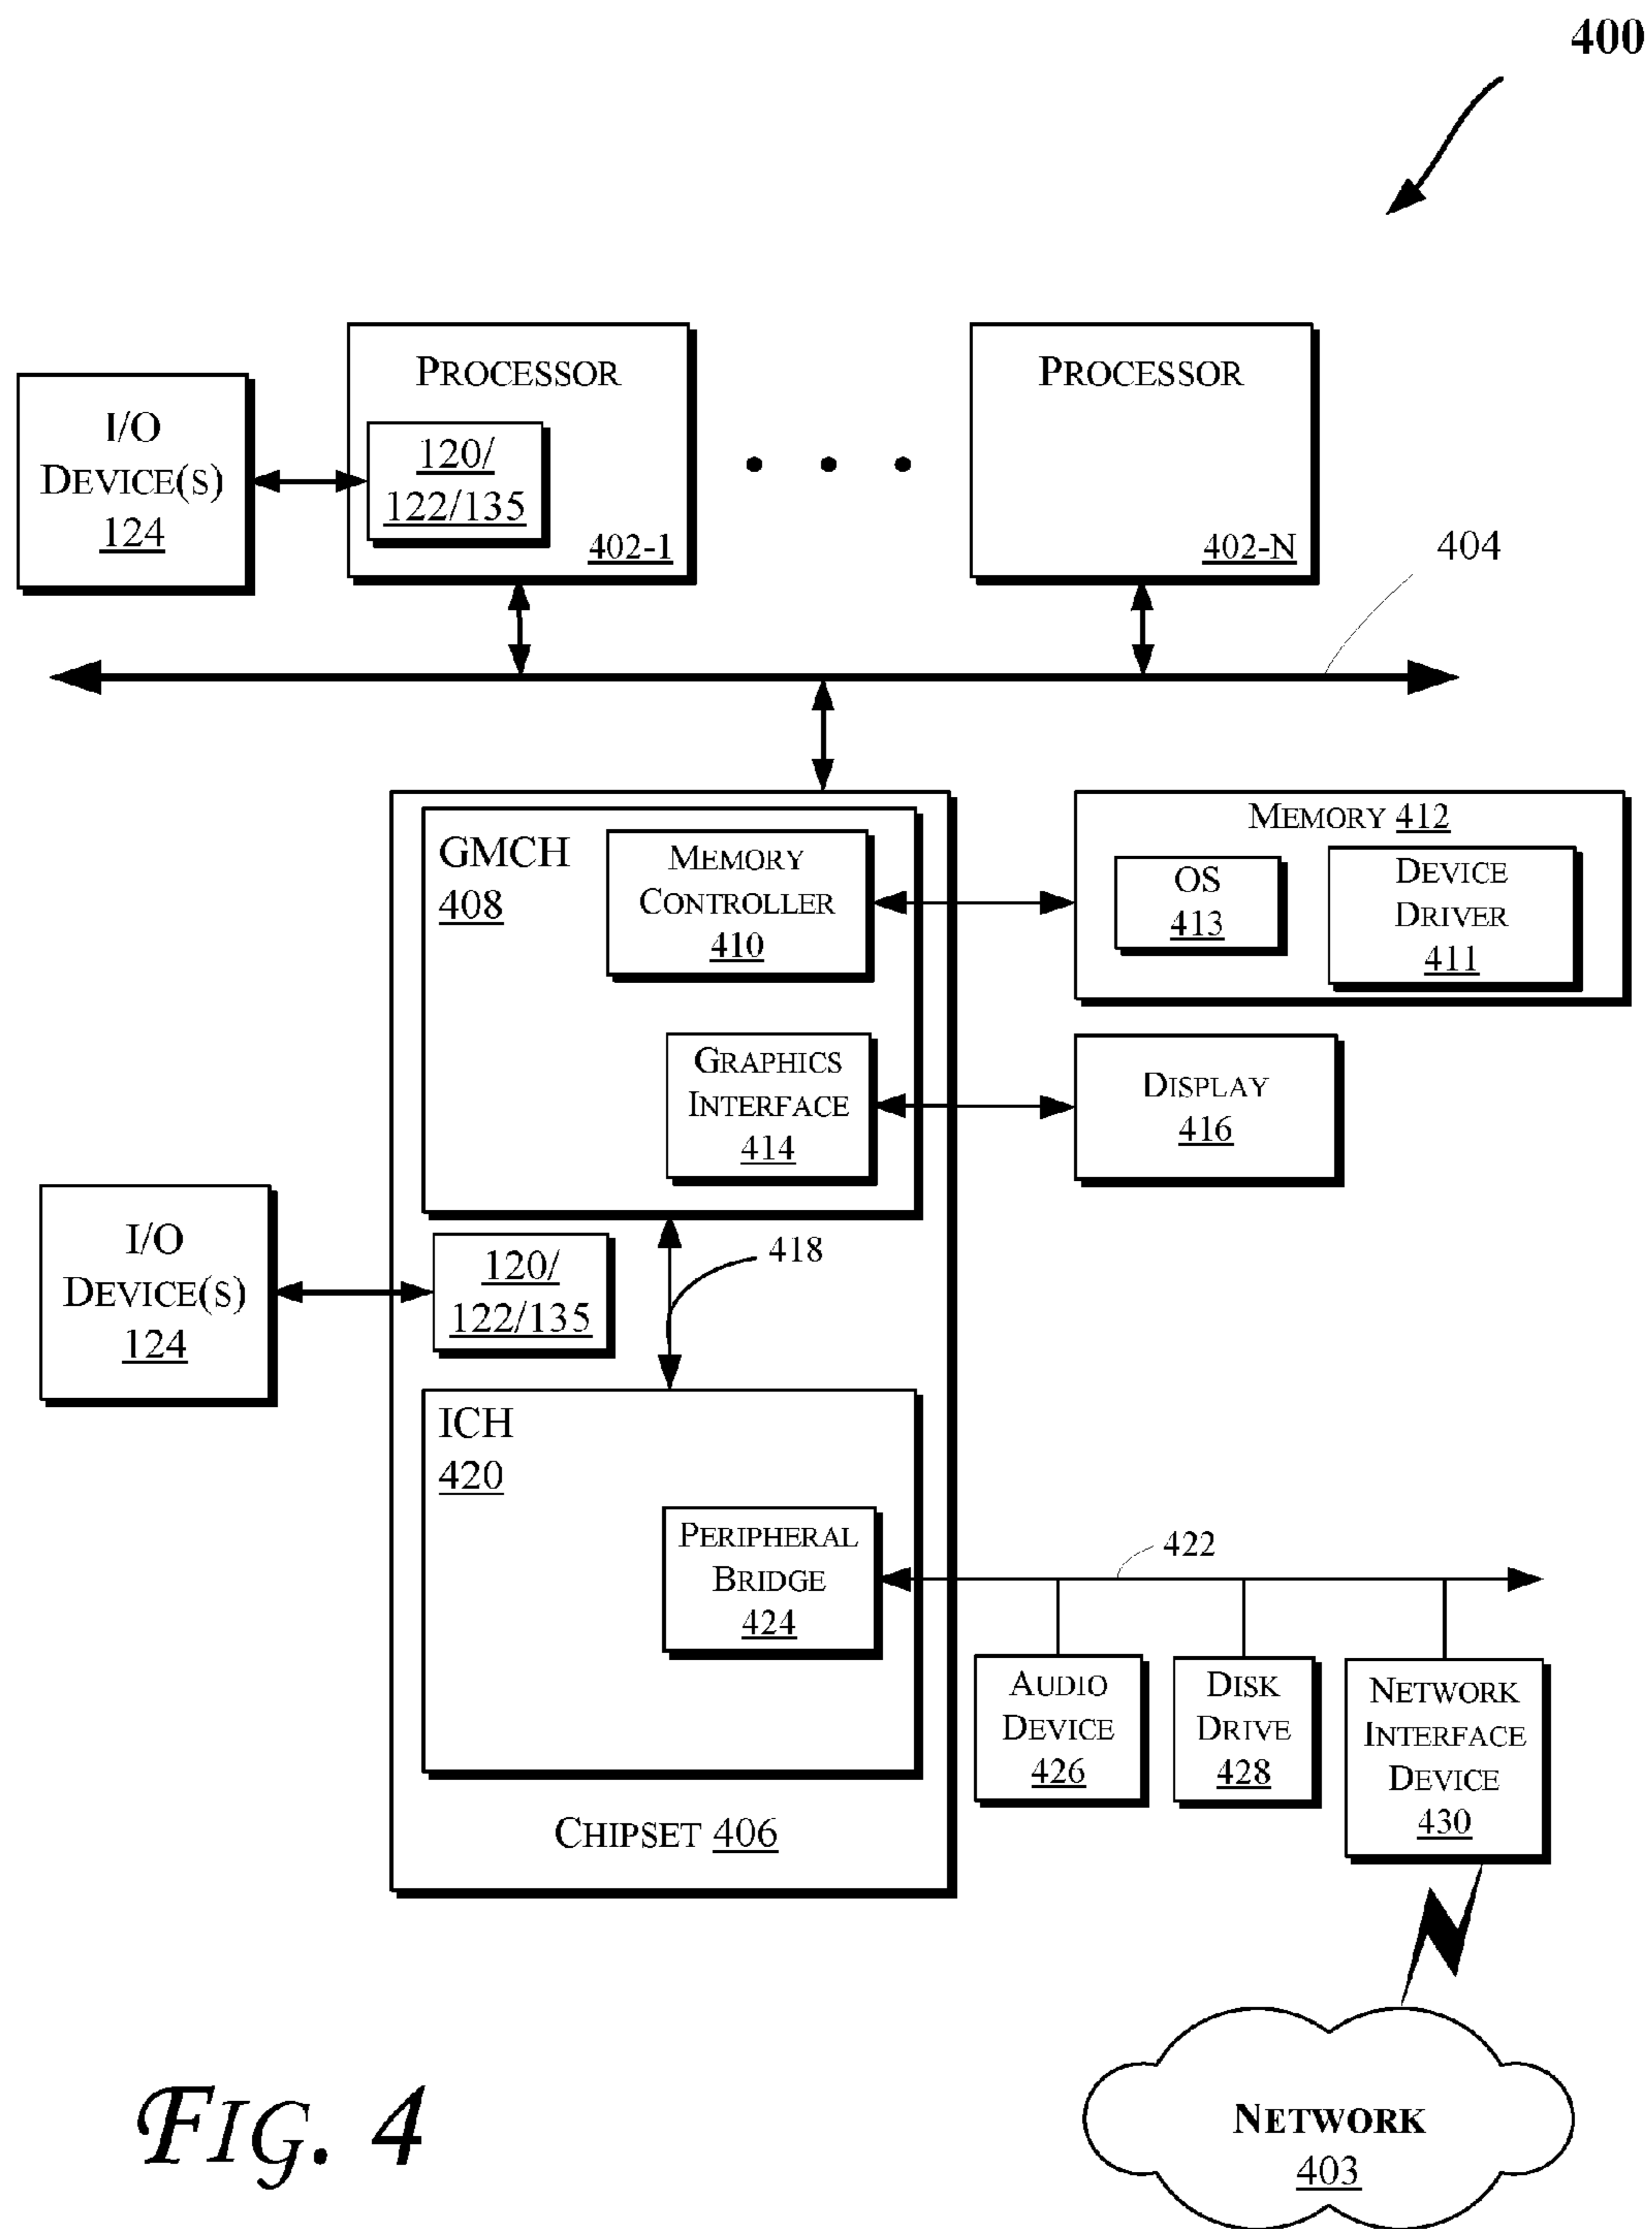 400
PROCESSOR
120/
122/135
402-1
PROCESSOR
402-N
I/O
DEVICE(S)
124
404
GMCH
408
MEMORY
CONTROLLER
410
MEMORY 412
OS
413
DEVICE
DRIVER
411
GRAPHICS
INTERFACE
414
DISPLAY
416
I/O
DEVICE(S)
124
120/
122/135
418
ICH
420
PERIPHERAL
BRIDGE
424
422
AUDIO
DEVICE
426
DISK
DRIVE
428
NETWORK
INTERFACE
DEVICE
430
CHIPSET 406
NETWORK
403
FIG. 4